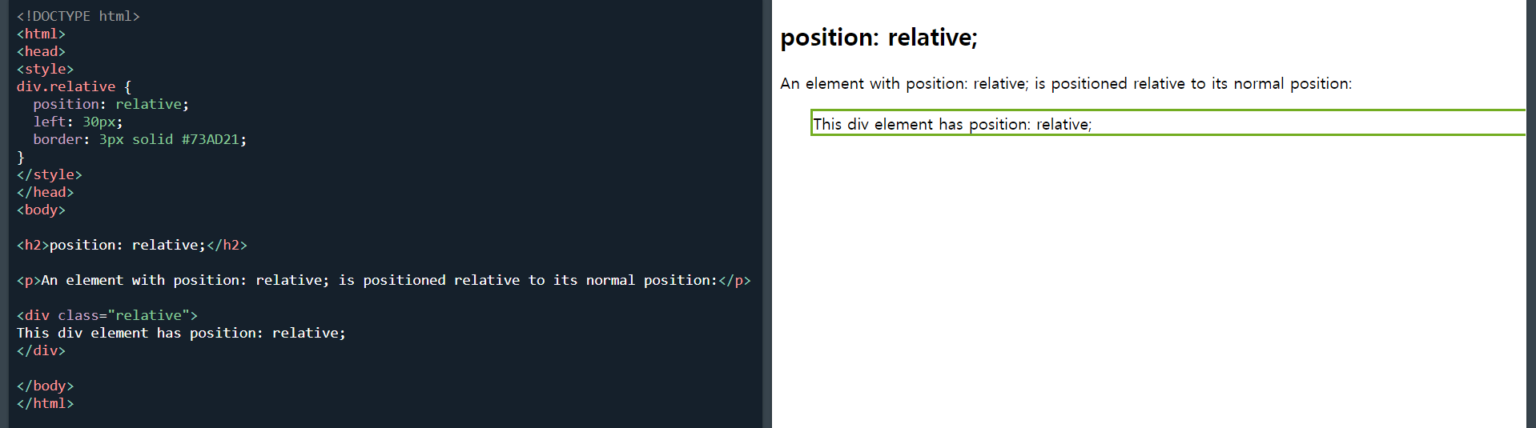 <!DOCTYPE html>
<html>
<head>
<style>
div.relative {
  position: relative;
  left: 30px;
  border: 3px solid #73AD21;
}
</style>
</head>
<body>

<h2>position: relative;</h2>

<p>An element with position: relative; is positioned relative to its normal position:</p>

<div class="relative">
This div element has position: relative;
</div>

</body>
</html>
position: relative;
An element with position: relative; is positioned relative to its normal position:
This div element has position: relative;